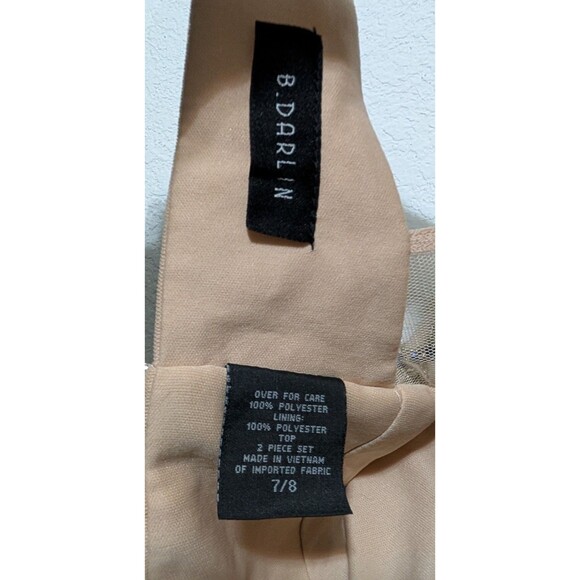 B.DARLIN
OVER FOR CARE
100% POLYESTER
LINING:
100% POLYESTER
TOP
2 PIECE SET
MADE IN VIETNAM
OF IMPORTED FABRIC
7/8